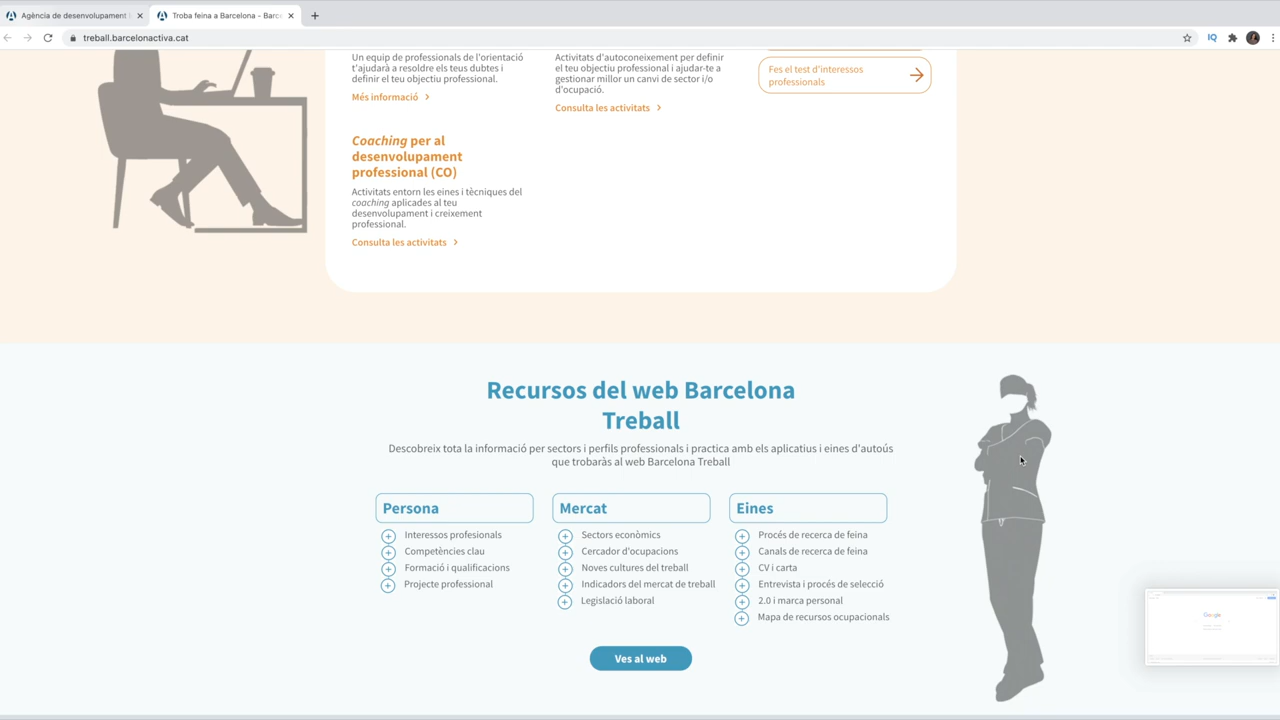 Agència de desenvolupament
Troba feina a Barcelona - Barc
treball.barcelonactiva.cat
IQ
Un equip de professionals de l'orientació
t'ajudarà a resoldre els teus dubtes i
definir el teu objectiu professional.
Més informació
Activitats d'autoconeixement per definir
el teu objectiu professional i ajudar-te a
gestionar millor un canvi de sector i/o
d'ocupació.
Consulta les activitats
Fes el test d'interessos
professionals
Coaching per al
desenvolupament
professional (CO)
Activitats entorn les eines i tècniques del
coaching aplicades al teu
desenvolupament i creixement
professional.
Consulta les activitats
Recursos del web Barcelona
Treball
Descobreix tota la informació per sectors i perfils professionals i practica amb els aplicatius i eines d'autoús
que trobaràs al web Barcelona Treball
Persona
Interessos profesionals
Competències clau
Formació i qualificacions
Projecte professional
Mercat
Sectors econòmics
Cercador d'ocupacions
Noves cultures del treball
Indicadors del mercat de treball
Legislació laboral
Eines
Procés de recerca de feina
Canals de recerca de feina
CV i carta
Entrevista i procés de selecció
2.0 i marca personal
Mapa de recursos ocupacionals
Ves al web
Google